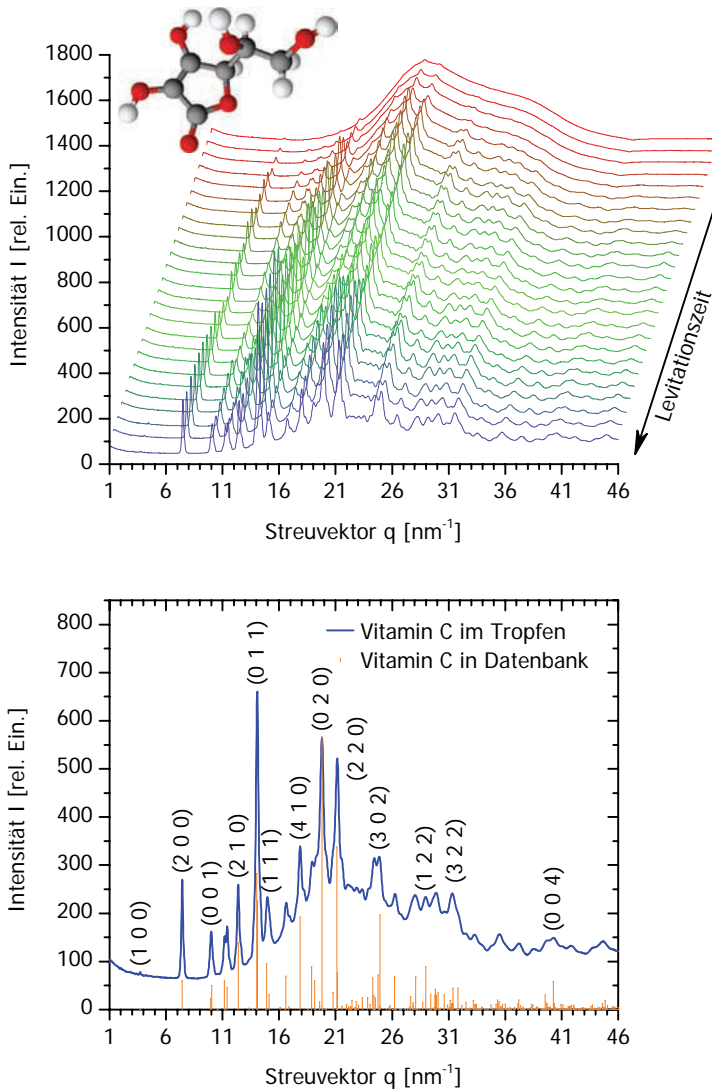 1800
1600
1400
1200
1000
800
600
400
200
0
Intensität I [rel. Ein.]
1 6 11 16 21 26 31 36 41 46
Streuvektor q [nm⁻¹]
Levitationszeit
800
700
600
500
400
300
200
100
0
Intensität I [rel. Ein.]
Vitamin C im Tropfen
Vitamin C in Datenbank
(1 0 0)
(2 0 0)
(0 0 1)
(2 1 0)
(0 1 1)
(1 1 1)
(4 1 0)
(0 2 0)
(2 2 0)
(3 0 2)
(1 2 2)
(3 2 2)
(0 0 4)
1 6 11 16 21 26 31 36 41 46
Streuvektor q [nm⁻¹]